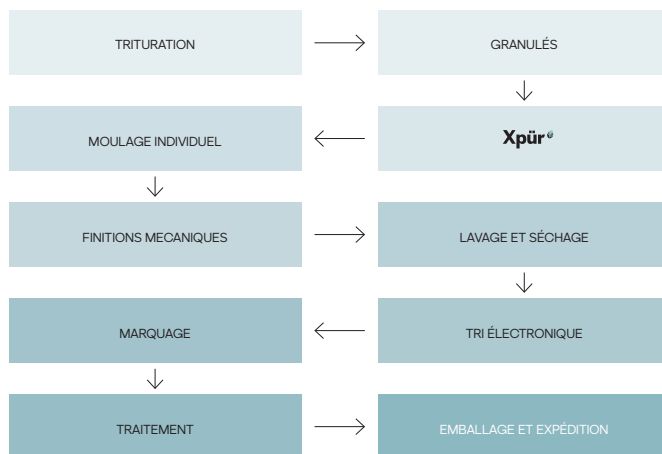 TRITURATION
GRANULÉS
Xpür
MOULAGE INDIVIDUEL
FINITIONS MECANIQUES
LAVAGE ET SÉCHAGE
TRI ÉLECTRONIQUE
MARQUAGE
TRAITEMENT
EMBALLAGE ET EXPÉDITION